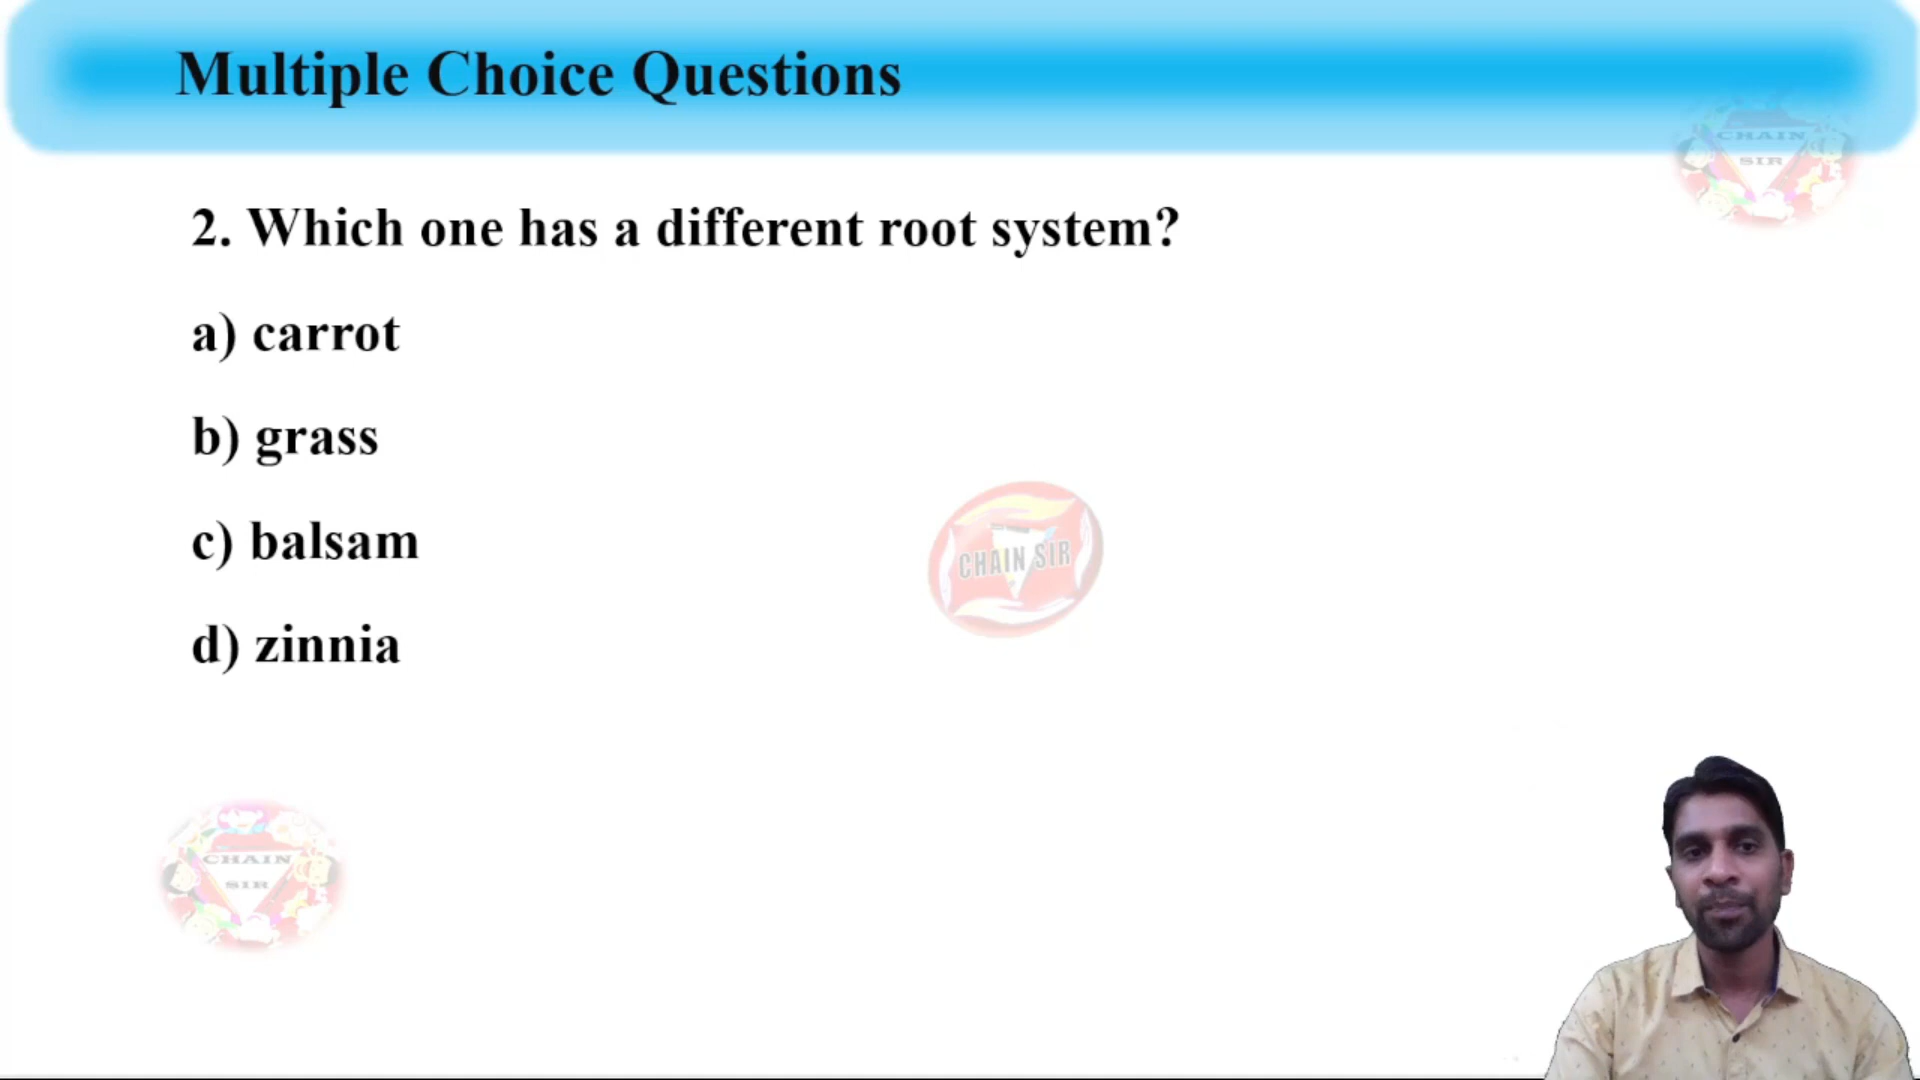 Multiple Choice Questions
CHAIN
SIR
2. Which one has a different root system?
a) carrot
b) grass
c) balsam
d) zinnia
CHAIN SIR
CHAIN
SIR